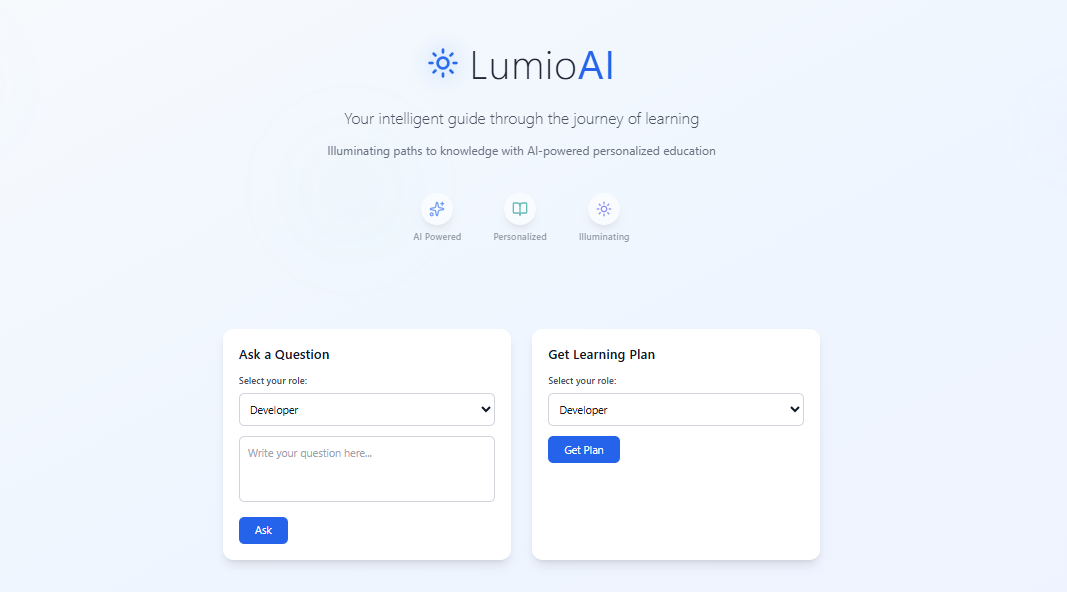 LumioAI
Your intelligent guide through the journey of learning
Illuminating paths to knowledge with AI-powered personalized education
AI Powered
Personalized
Illuminating
Ask a Question
Select your role:
Developer
Write your question here...
Ask
Get Learning Plan
Select your role:
Developer
Get Plan